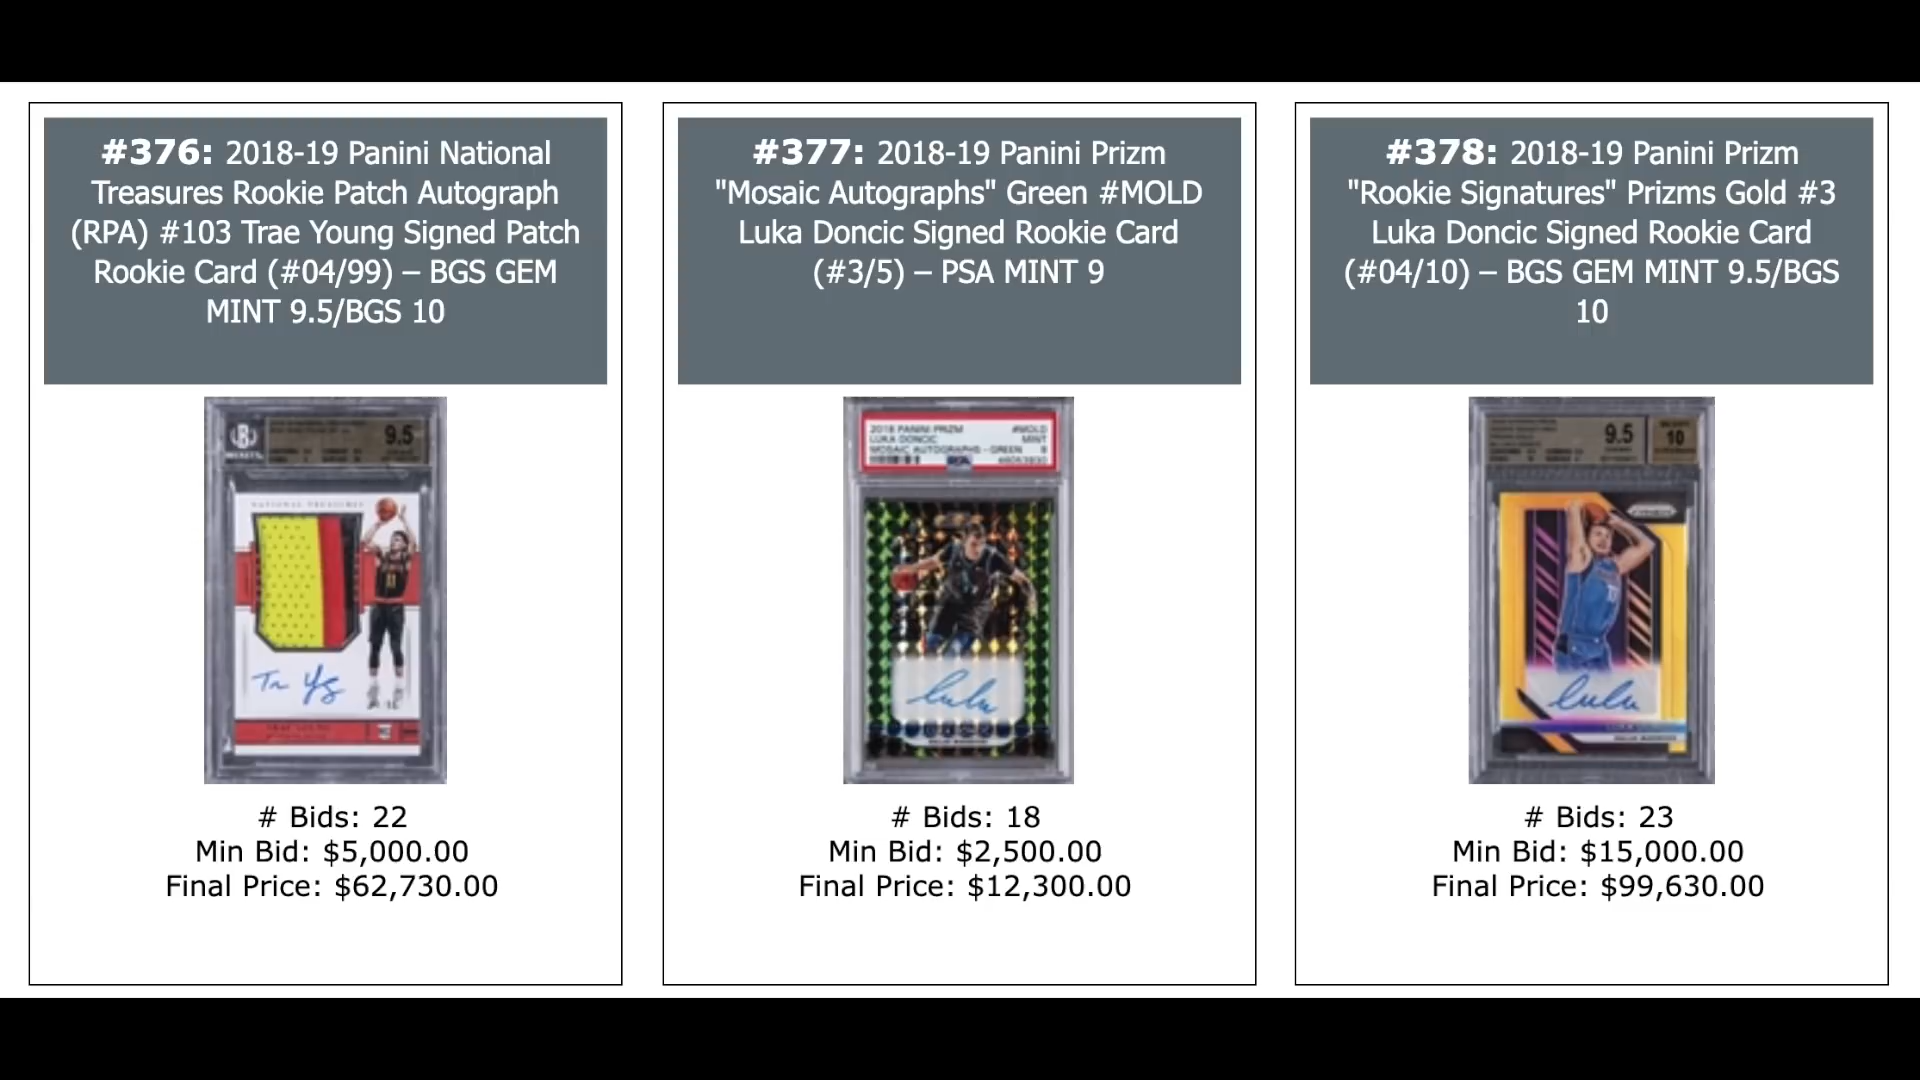 #376: 2018-19 Panini National
Treasures Rookie Patch Autograph
(RPA) #103 Trae Young Signed Patch
Rookie Card (#04/99) – BGS GEM
MINT 9.5/BGS 10
9.5
NATIONAL TREASURES
# Bids: 22
Min Bid: $5,000.00
Final Price: $62,730.00
#377: 2018-19 Panini Prizm
"Mosaic Autographs" Green #MOLD
Luka Doncic Signed Rookie Card
(#3/5) – PSA MINT 9
2018 PANINI PRIZM #MOLD
LUKA DONCIC MINT
MOSAIC AUTOGRAPHS - GREEN 9
# Bids: 18
Min Bid: $2,500.00
Final Price: $12,300.00
#378: 2018-19 Panini Prizm
"Rookie Signatures" Prizms Gold #3
Luka Doncic Signed Rookie Card
(#04/10) – BGS GEM MINT 9.5/BGS
10
9.5
10
PRIZM
# Bids: 23
Min Bid: $15,000.00
Final Price: $99,630.00